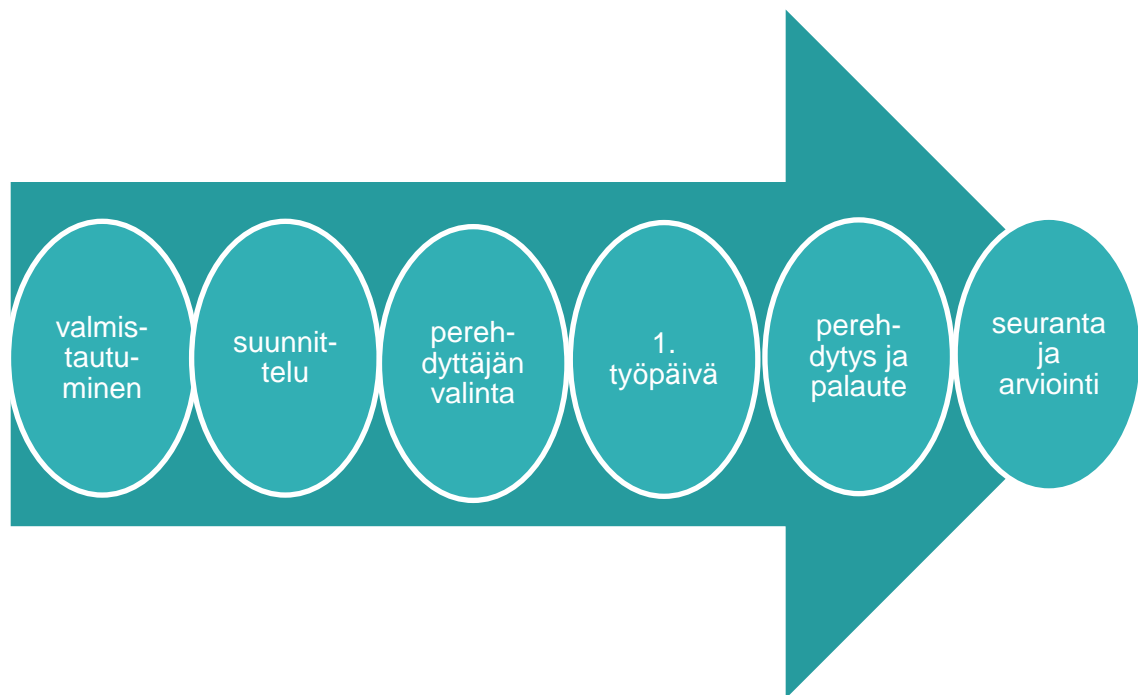 valmis-
tautu-
minen
suunnit-
telu
pereh-
dyttäjän
valinta
1.
työpäivä
pereh-
dytys ja
palaute
seuranta
ja
arviointi